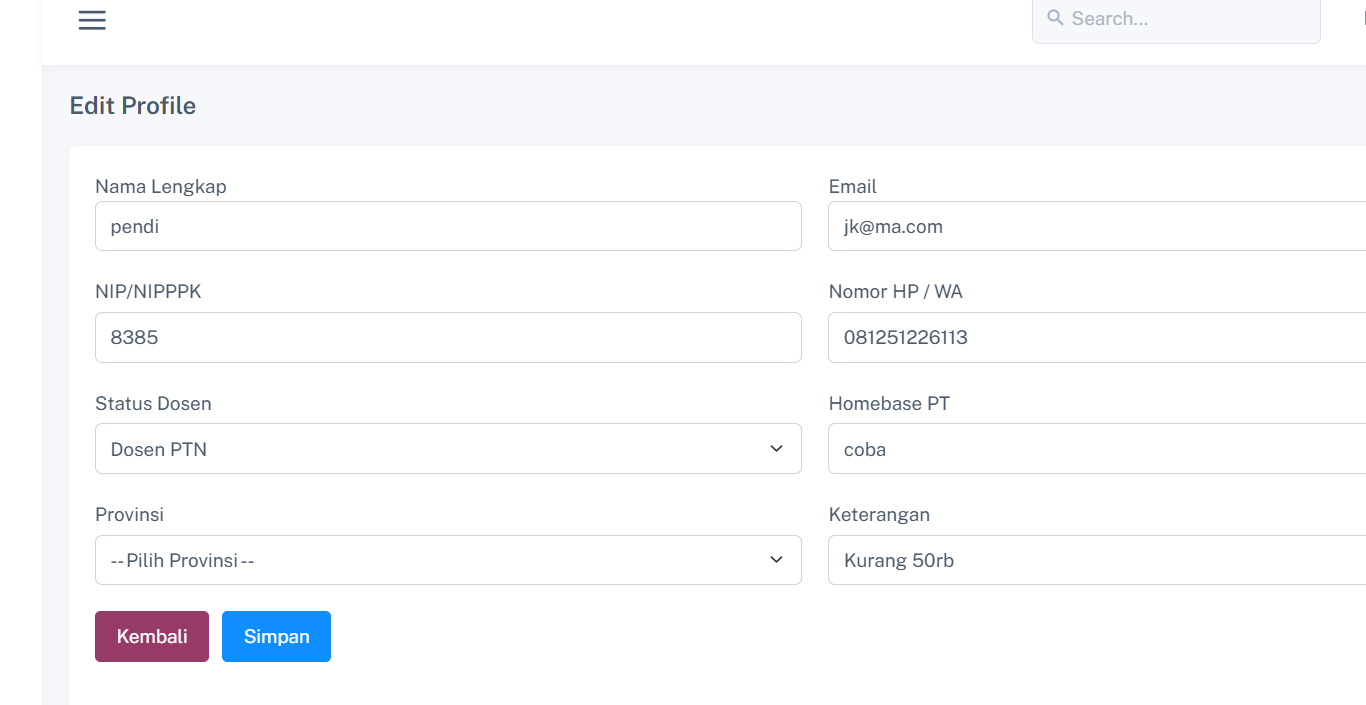 Search...
Edit Profile
Nama Lengkap
Email
pendi
jk@ma.com
NIP/NIPPPK
Nomor HP / WA
8385
081251226113
Status Dosen
Homebase PT
Dosen PTN
coba
Provinsi
Keterangan
--Pilih Provinsi--
Kurang 50rb
Kembali
Simpan